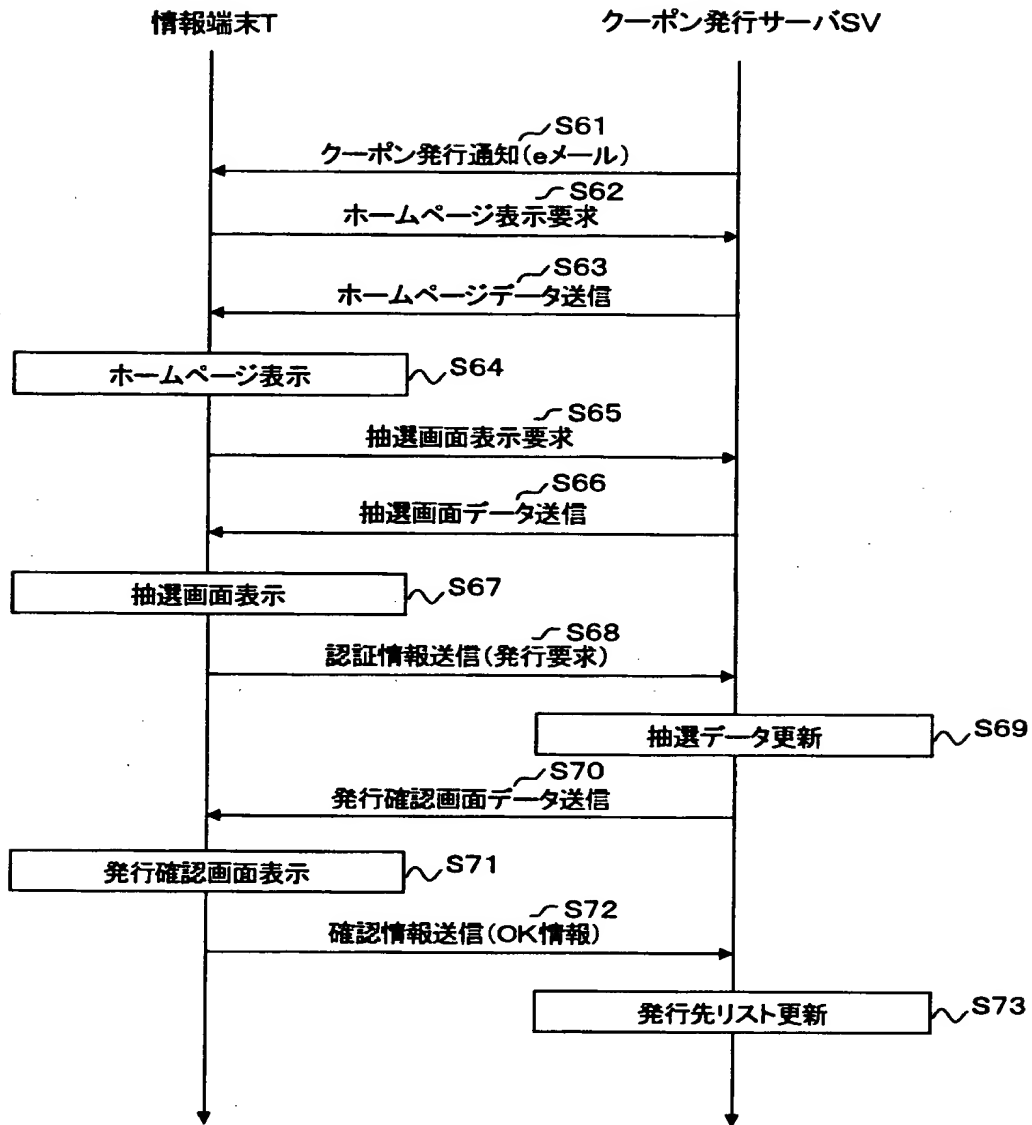 情報端末T
クーポン発行サーバSV
S61
クーポン発行通知(eメール)
S62
ホームページ表示要求
S63
ホームページデータ送信
ホームページ表示
S64
S65
抽選画面表示要求
S66
抽選画面データ送信
抽選画面表示
S67
S68
認証情報送信(発行要求)
抽選データ更新
S69
S70
発行確認画面データ送信
発行確認画面表示
S71
S72
確認情報送信(OK情報)
発行先リスト更新
S73